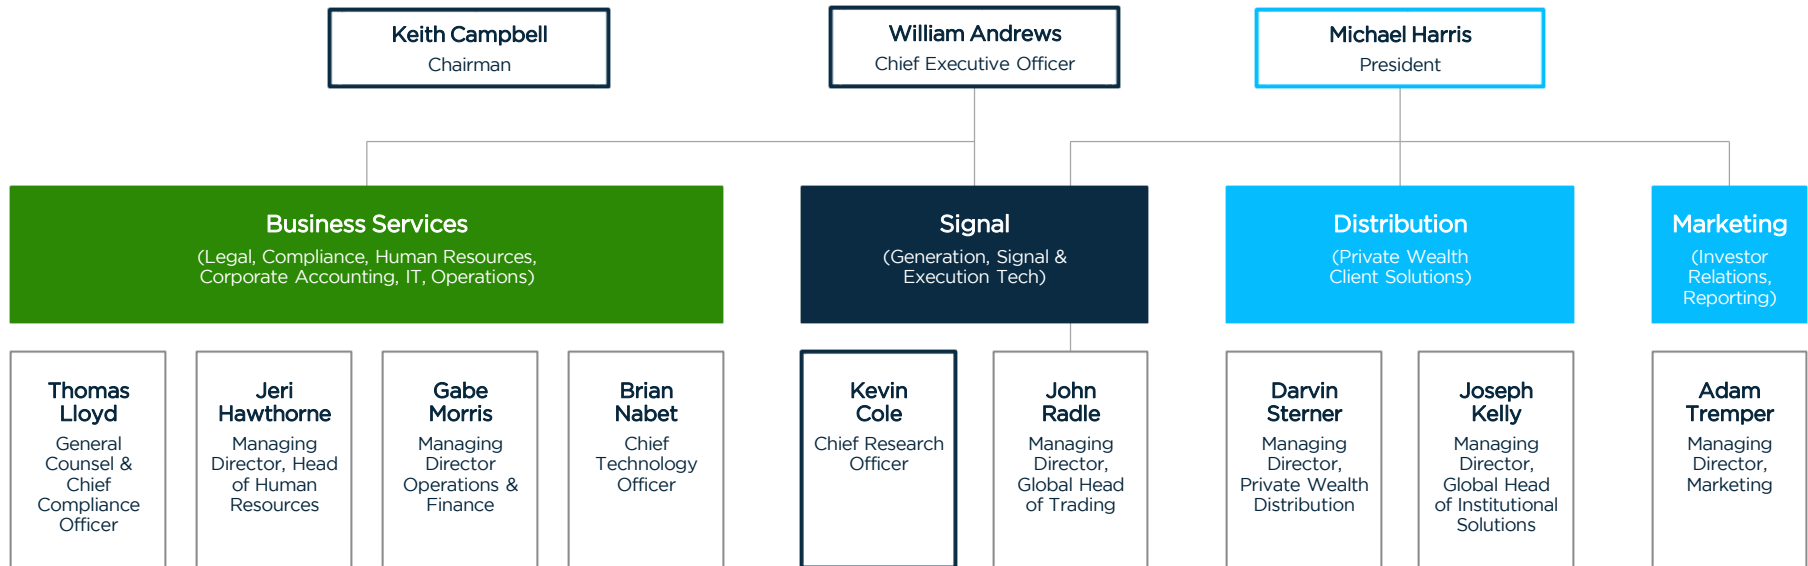 Keith Campbell
Chairman
William Andrews
Chief Executive Officer
Michael Harris
President
Business Services
(Legal, Compliance, Human Resources,
Corporate Accounting, IT, Operations)
Signal
(Generation, Signal &
Execution Tech)
Distribution
(Private Wealth
Client Solutions)
Marketing
(Investor
Relations,
Reporting)
Thomas
Lloyd
General
Counsel &
Chief
Compliance
Officer
Jeri
Hawthorne
Managing
Director, Head
of Human
Resources
Gabe
Morris
Managing
Director
Operations &
Finance
Brian
Nabet
Chief
Technology
Officer
Kevin
Cole
Chief Research
Officer
John
Radle
Managing
Director,
Global Head
of Trading
Darvin
Sterner
Managing
Director,
Private Wealth
Distribution
Joseph
Kelly
Managing
Director,
Global Head
of Institutional
Solutions
Adam
Tremper
Managing
Director,
Marketing